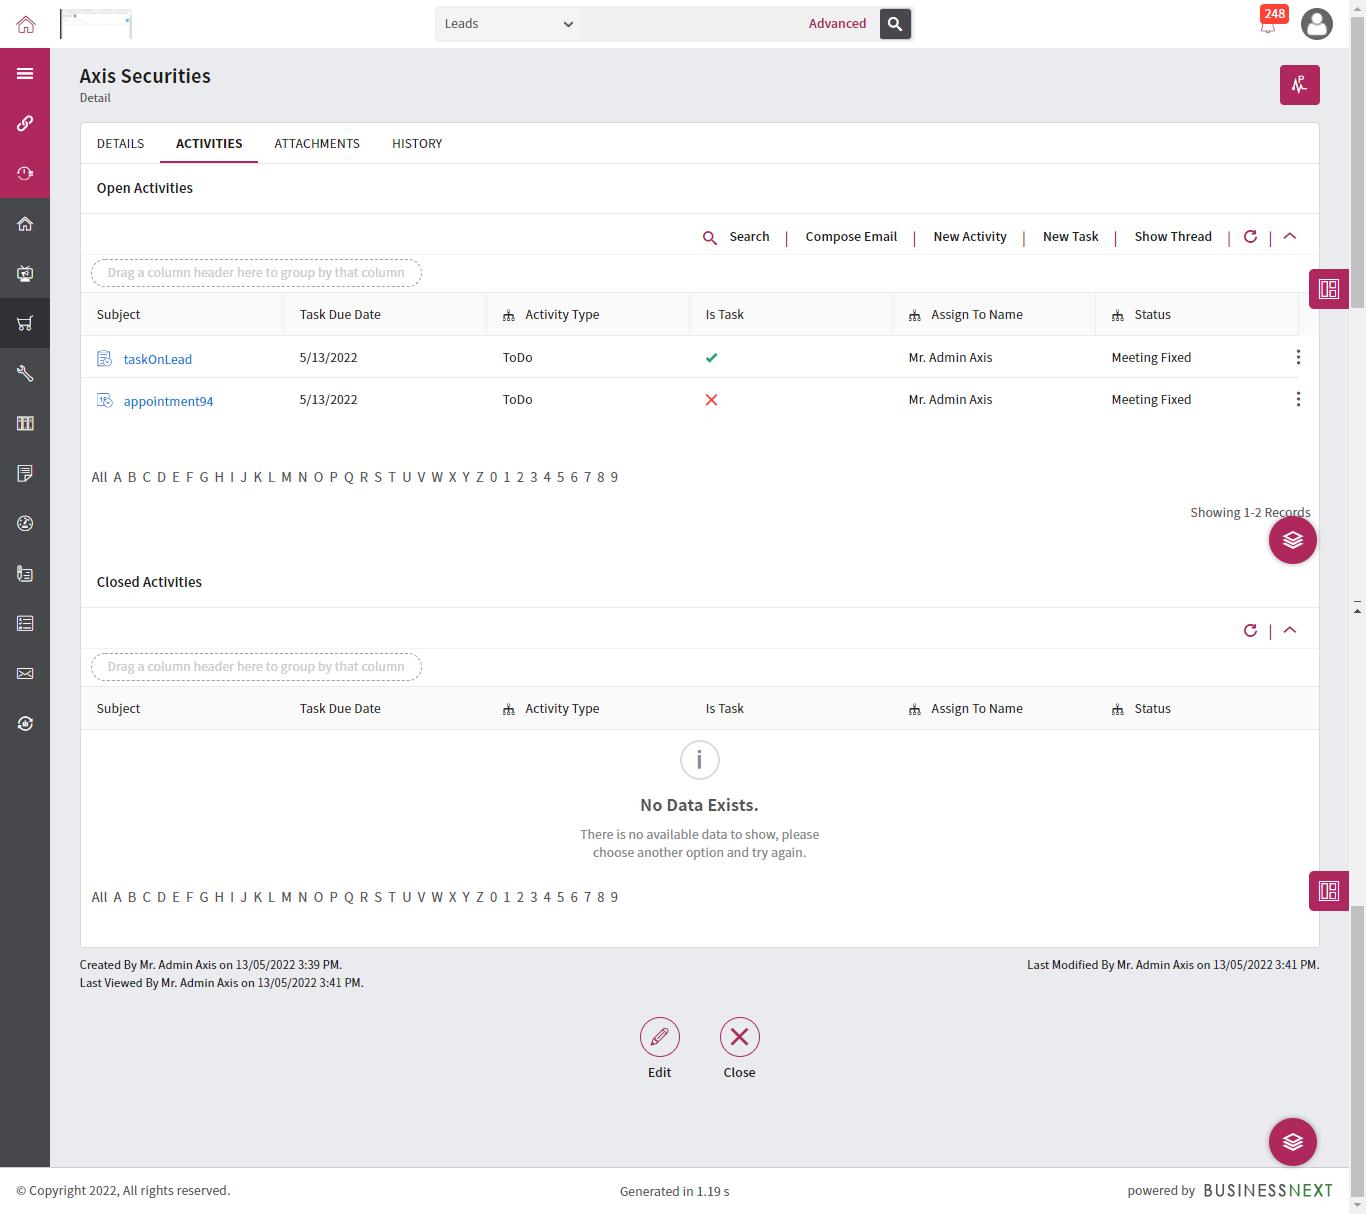 Leads
Advanced
248
Axis Securities
Detail
P
DETAILS ACTIVITIES ATTACHMENTS HISTORY
Open Activities
Search | Compose Email | New Activity | New Task | Show Thread | |
Drag a column header here to group by that column
Subject Task Due Date Activity Type Is Task Assign To Name Status
taskOnLead 5/13/2022 ToDo Mr. Admin Axis Meeting Fixed
appointment94 5/13/2022 ToDo Mr. Admin Axis Meeting Fixed
All A B C D E F G H I J K L M N O P Q R S T U V W X Y Z 0 1 2 3 4 5 6 7 8 9
Showing 1-2 Records
Closed Activities
Drag a column header here to group by that column
Subject Task Due Date Activity Type Is Task Assign To Name Status
No Data Exists.
There is no available data to show, please
choose another option and try again.
All A B C D E F G H I J K L M N O P Q R S T U V W X Y Z 0 1 2 3 4 5 6 7 8 9
Created By Mr. Admin Axis on 13/05/2022 3:39 PM. Last Modified By Mr. Admin Axis on 13/05/2022 3:41 PM.
Last Viewed By Mr. Admin Axis on 13/05/2022 3:41 PM.
Edit Close
© Copyright 2022, All rights reserved. Generated in 1.19 s powered by BUSINESSNEXT